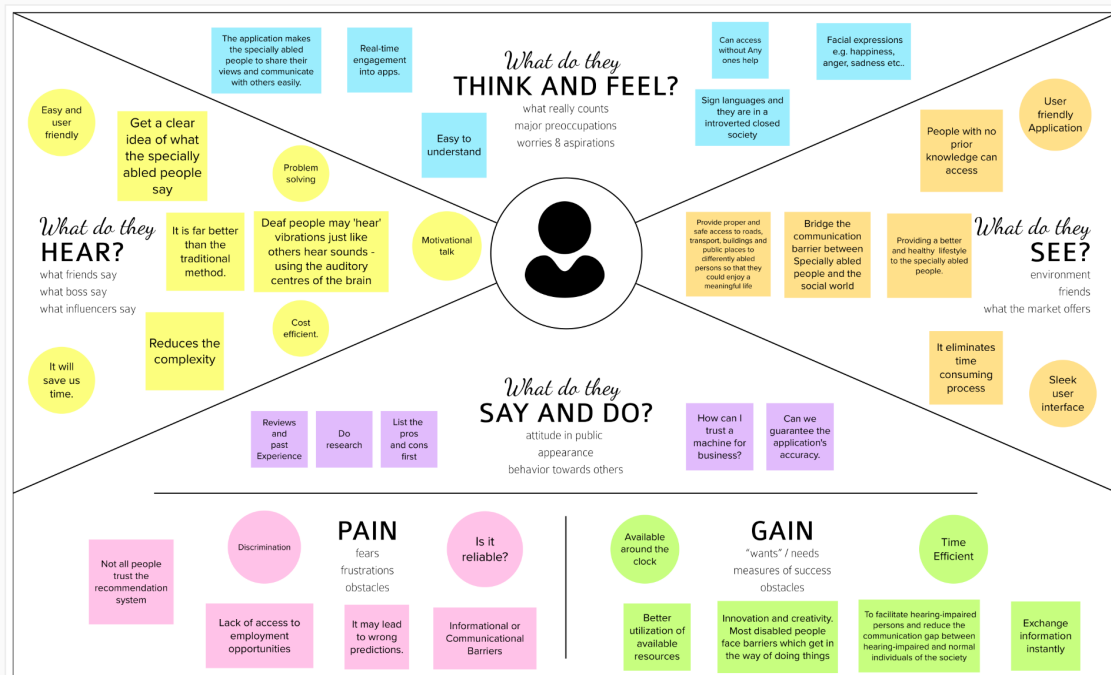 The application makes
the specially abled
people to share their
views and communicate
with others easily.
Real-time
engagement
into apps.
What do they
THINK AND FEEL?
what really counts
major preoccupations
worries & aspirations
Easy to
understand
Can access
without Any
ones help
Facial expressions
e.g. happiness,
anger, sadness etc..
Sign languages and
they are in a
introverted closed
society
Easy and
user
friendly
Get a clear
idea of what
the specially
abled people
say
Problem
solving
What do they
HEAR?
what friends say
what boss say
what influencers say
It is far better
than the
traditional
method.
Deaf people may 'hear'
vibrations just like
others hear sounds -
using the auditory
centres of the brain
Motivational
talk
Cost
efficient.
Reduces the
complexity
It will
save us
time.
User
friendly
Application
People with no
prior
knowledge can
access
Provide proper and
safe access to roads,
transport, buildings and
public places to
differently abled
persons so that they
could enjoy a
meaningful life
Bridge the
communication
barrier between
Specially abled
people and the
social world
Providing a better
and healthy lifestyle
to the specially abled
people.
What do they
SEE?
environment
friends
what the market offers
It eliminates
time
consuming
process
Sleek
user
interface
What do they
SAY AND DO?
attitude in public
appearance
behavior towards others
Reviews
and
past
Experience
Do
research
List the
pros
and cons
first
How can I
trust a
machine for
business?
Can we
guarantee the
application's
accuracy.
PAIN
fears
frustrations
obstacles
Not all people
trust the
recommendation
system
Discrimination
Is it
reliable?
Lack of access to
employment
opportunities
It may lead
to wrong
predictions.
Informational or
Communicational
Barriers
GAIN
"wants" / needs
measures of success
obstacles
Available
around the
clock
Time
Efficient
Better
utilization of
available
resources
Innovation and creativity.
Most disabled people
face barriers which get in
the way of doing things
To facilitate hearing-impaired
persons and reduce the
communication gap between
hearing-impaired and normal
individuals of the society
Exchange
information
instantly